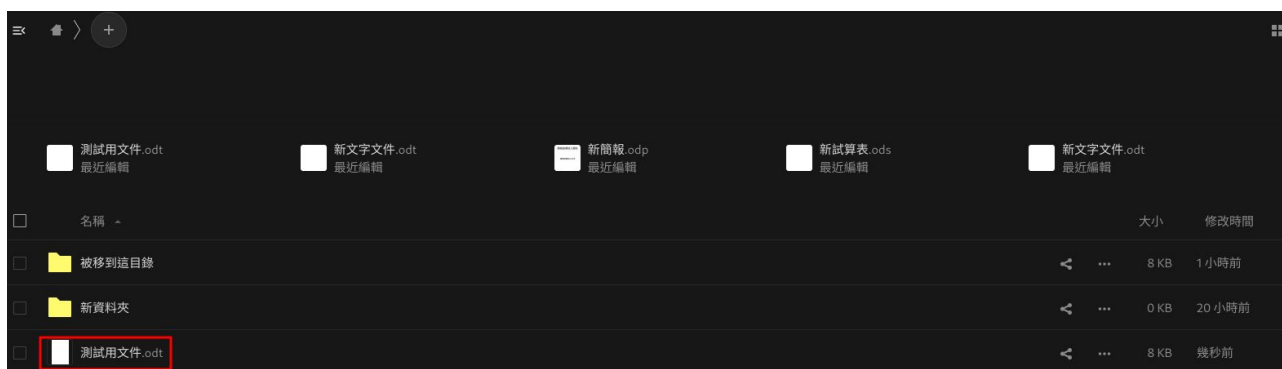 測試用文件.odt
最近編輯
新文字文件.odt
最近編輯
新簡報.odp
最近編輯
新試算表.ods
最近編輯
新文字文件.odt
最近編輯
名稱 大小 修改時間
被移到這目錄 8 KB 1 小時前
新資料夾 0 KB 20 小時前
測試用文件.odt 8 KB 幾秒前